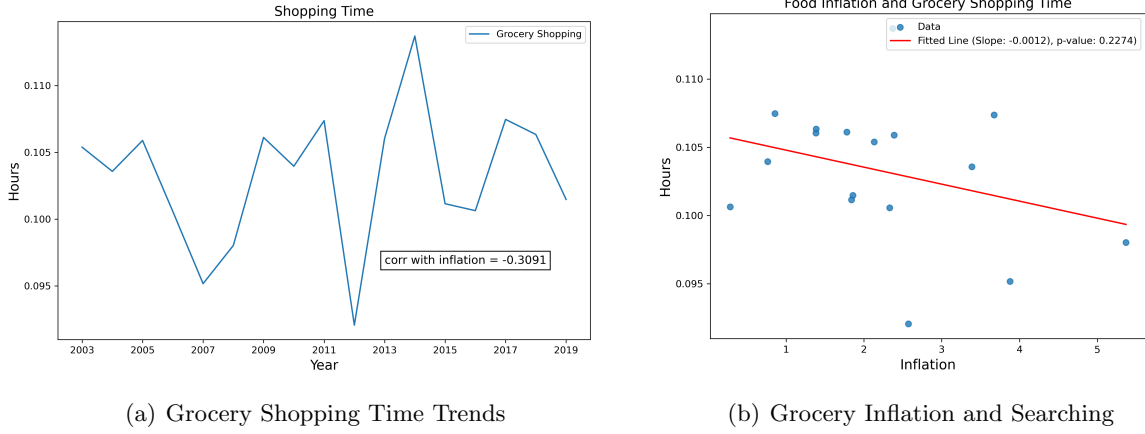 Shopping Time
Grocery Shopping
0.110
0.105
0.100
0.095
Hours
corr with inflation = -0.3091
2003 2005 2007 2009 2011 2013 2015 2017 2019
Year
(a) Grocery Shopping Time Trends
Food Inflation and Grocery Shopping Time
Data
Fitted Line (Slope: -0.0012), p-value: 0.2274)
0.110
0.105
0.100
0.095
Hours
1 2 3 4 5
Inflation
(b) Grocery Inflation and Searching